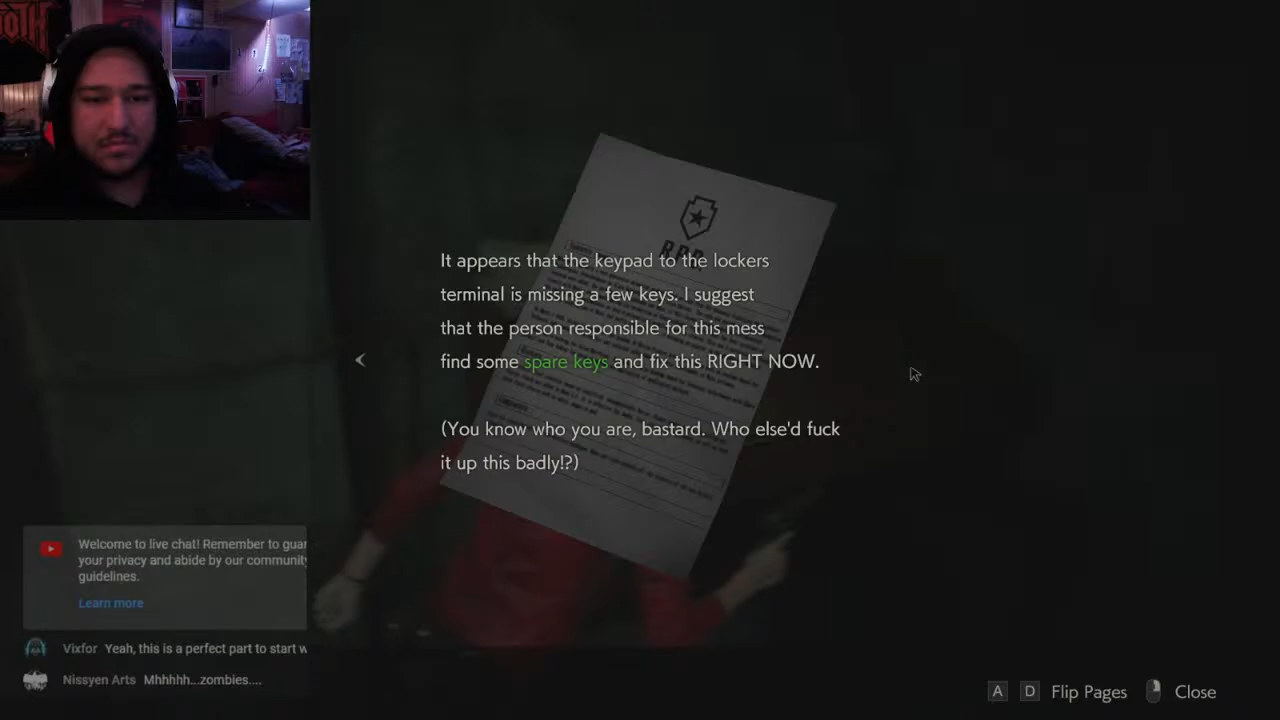 R.P.D.
It appears that the keypad to the lockers
terminal is missing a few keys. I suggest
that the person responsible for this mess
find some spare keys and fix this RIGHT NOW.
(You know who you are, bastard. Who else'd fuck
it up this badly!?)
Welcome to live chat! Remember to guar
your privacy and abide by our community
guidelines.
Learn more
Vixfor Yeah, this is a perfect part to start w
Nissyen Arts Mhhhhh...zombies....
A D Flip Pages Close